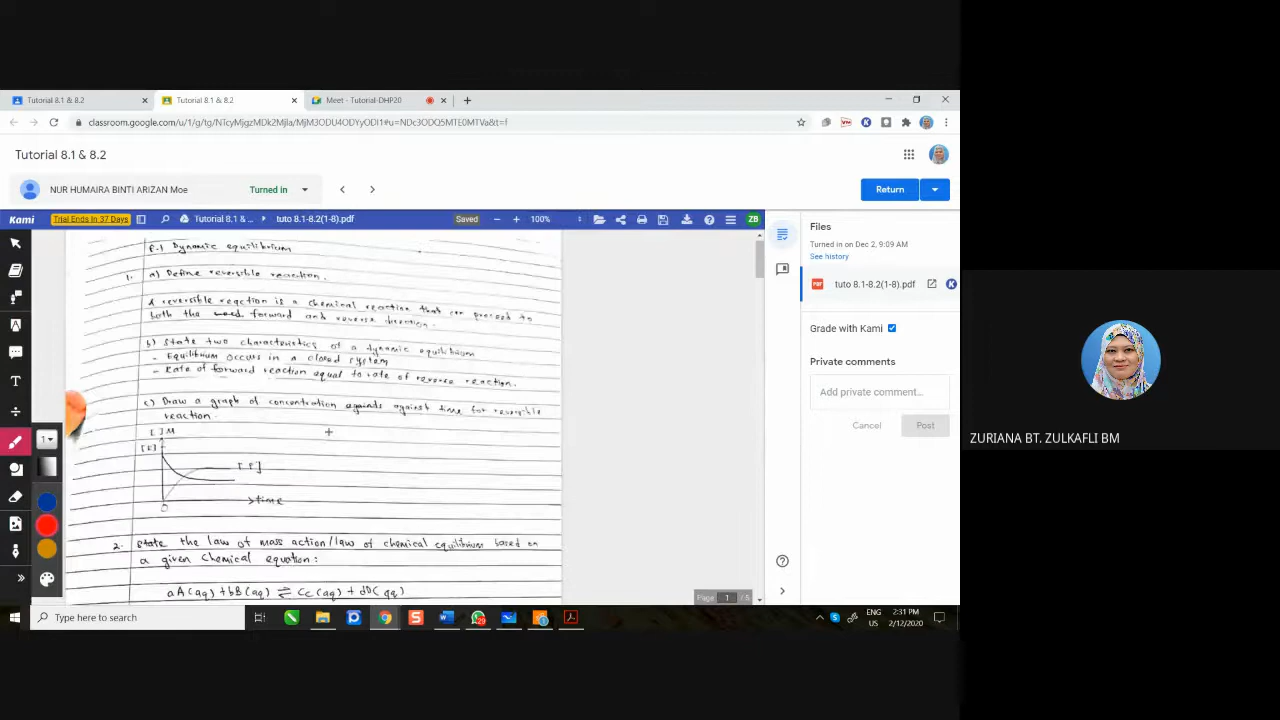 Tutorial 8.1 & 8.2
Tutorial 8.1 & 8.2
Meet - Tutorial-DHP20
Tutorial 8.1 & 8.2
NUR HUMAIRA BINTI ARIZAN Moe
Turned in
Return
Kami
Trial Ends In 37 Days
Tutorial 8.1 & ...
tuto 8.1-8.2(1-8).pdf
Saved
100%
ZB
Files
Turned in on Dec 2, 9:09 AM
See history
PDF
tuto 8.1-8.2(1-8).pdf
Grade with Kami
Private comments
Add private comment...
Cancel
Post
8.1 Dynamic equilibrium
1. a) Define reversible reaction.
A reversible reaction is a chemical reaction that can proceed in
both the forward and reverse direction.
b) State two characteristics of a dynamic equilibrium
- Equilibrium occurs in a closed system
- Rate of forward reaction equal to rate of reverse reaction.
c) Draw a graph of concentration against time for reversible
reaction.
[ ] M
>time
0
2. State the law of mass action/law of chemical equilibrium based on
a given chemical equation:
aA(aq) + bB(aq) ⇌ Cc(aq) + dD(aq)
Page 1 / 5
ZURIANA BT. ZULKAFLI BM
Type here to search
29
ENG
US
2:31 PM
2/12/2020